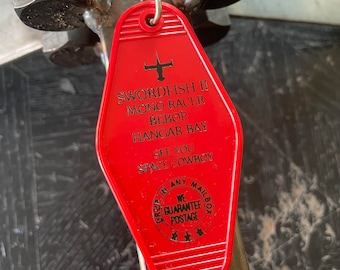 SWORDFISH II
MONO RACER
BEBOP
HANGAR BAY
SEE YOU
SPACE COWBOY
DROP IN ANY MAILBOX
WE
GUARANTEE
POSTAGE